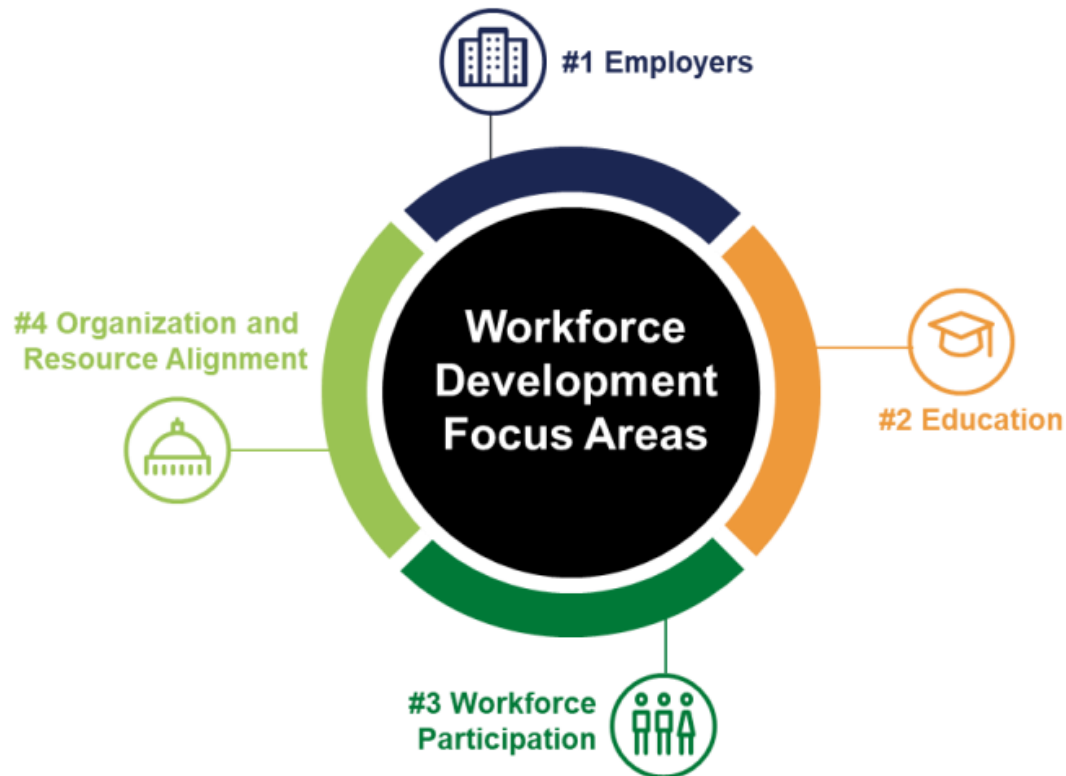 #1 Employers
Workforce
Development
Focus Areas
#2 Education
#3 Workforce
Participation
#4 Organization and
Resource Alignment